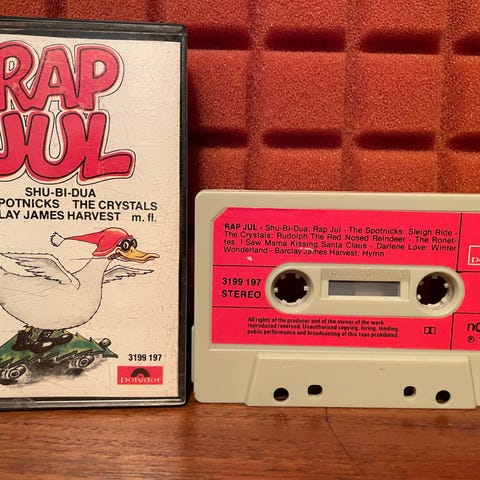 RAP
JUL
SHU-BI-DUA
SPOTNICKS THE CRYSTALS
LAY JAMES HARVEST m. fl.
3199 197
polydor
RAP JUL - Shu-Bi-Dua: Rap Jul - The Spotnicks: Sleigh Ride -
The Crystals: Rudolph The Red Nosed Reindeer - The Ronet-
tes: I Saw Mama Kissing Santa Claus - Darlene Love: Winter
Wonderland - Barclay James Harvest: Hymn
3199 197
STEREO
All rights of the producer and of the owner of the work
reproduced reserved. Unauthorised copying, hiring, lending,
public performance and broadcasting of this tape prohibited.